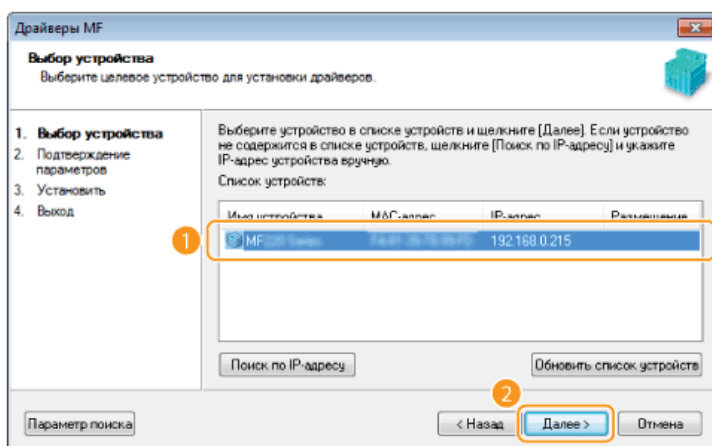 Драйверы MF
Выбор устройства
Выберите целевое устройство для установки драйверов.
1. Выбор устройства
2. Подтверждение
параметров
3. Установить
4. Выход
Выберите устройство в списке устройств и щелкните [Далее]. Если устройство
не содержится в списке устройств, щелкните [Поиск по IP-адресу] и укажите
IP-адрес устройства вручную.
Список устройств:
Имя устройства MAC-адрес IP-адрес Размещение
1 MF 192.168.0.215
Поиск по IP-адресу Обновить список устройств
2
Параметр поиска < Назад Далее > Отмена